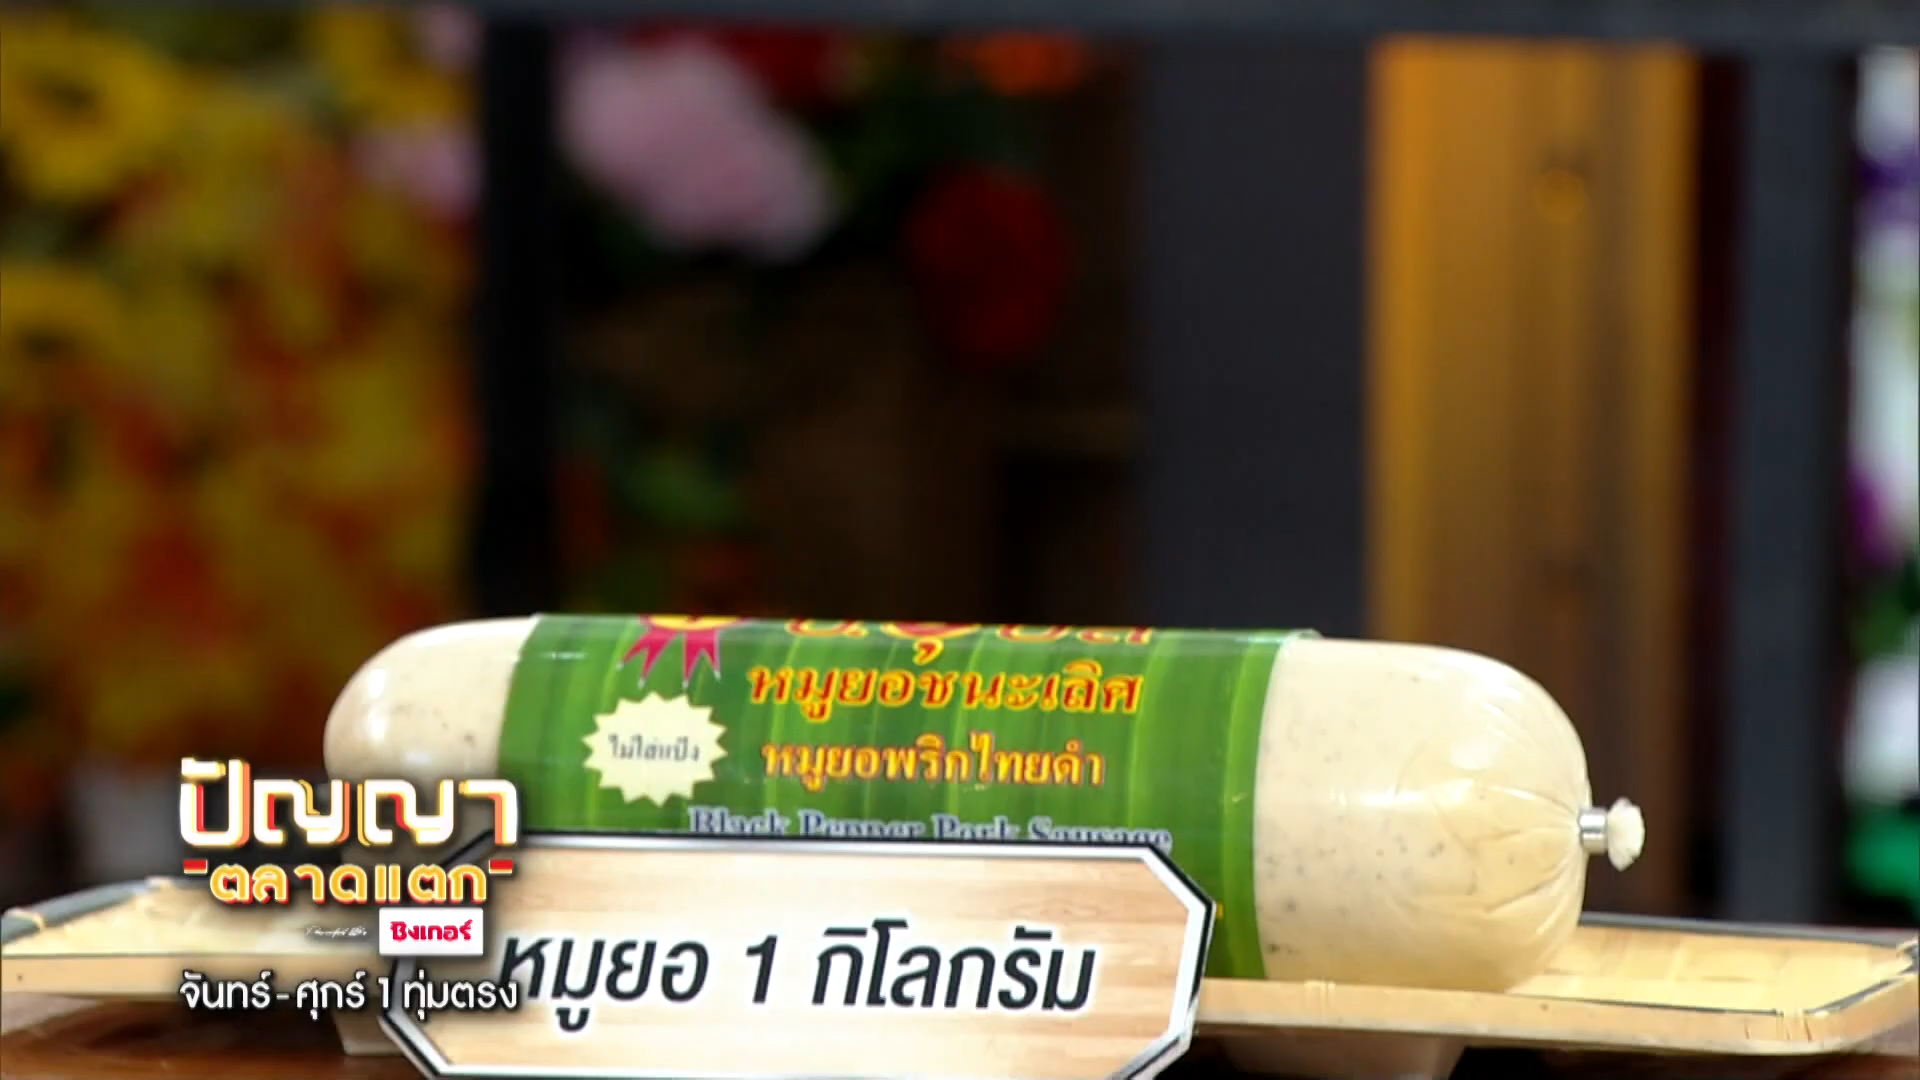 หมูยอชนะเลิศ
ไม่ใส่แป้ง
หมูยอพริกไทยดำ
Black Pepper Pork Sausage
ปัญญา
ตลาดแตก
ซิงเกอร์
จันทร์ - ศุกร์ 1 ทุ่มตรง
หมูยอ 1 กิโลกรัม